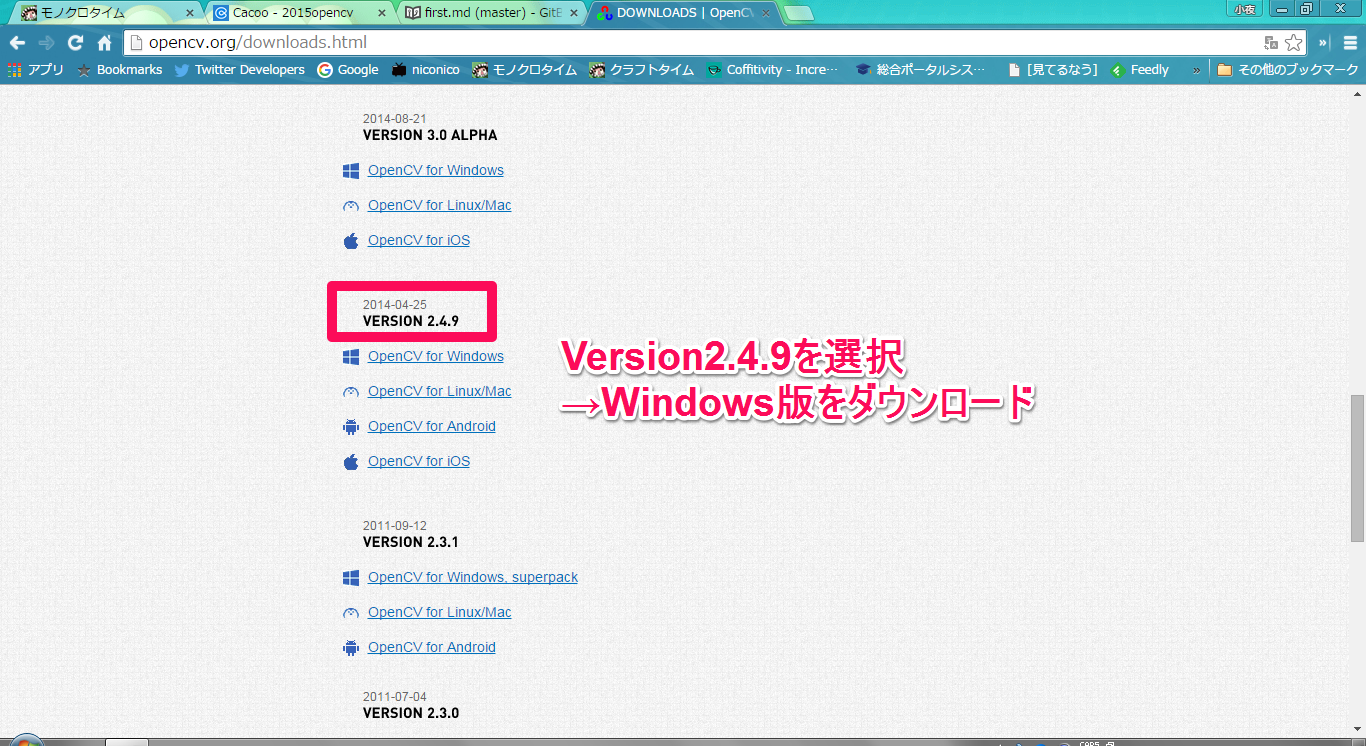 モノクロタイム
Cacoo - 2015opencv
first.md (master) - GitE
DOWNLOADS | OpenCV
小夜
opencv.org/downloads.html
アプリ
Bookmarks
Twitter Developers
Google
niconico
モノクロタイム
クラフトタイム
Coffitivity - Incre…
総合ポータルシス…
[見てるなう]
Feedly
»
その他のブックマーク
2014-08-21
VERSION 3.0 ALPHA
OpenCV for Windows
OpenCV for Linux/Mac
OpenCV for iOS
2014-04-25
VERSION 2.4.9
OpenCV for Windows
Version2.4.9を選択
→Windows版をダウンロード
OpenCV for Linux/Mac
OpenCV for Android
OpenCV for iOS
2011-09-12
VERSION 2.3.1
OpenCV for Windows, superpack
OpenCV for Linux/Mac
OpenCV for Android
2011-07-04
VERSION 2.3.0